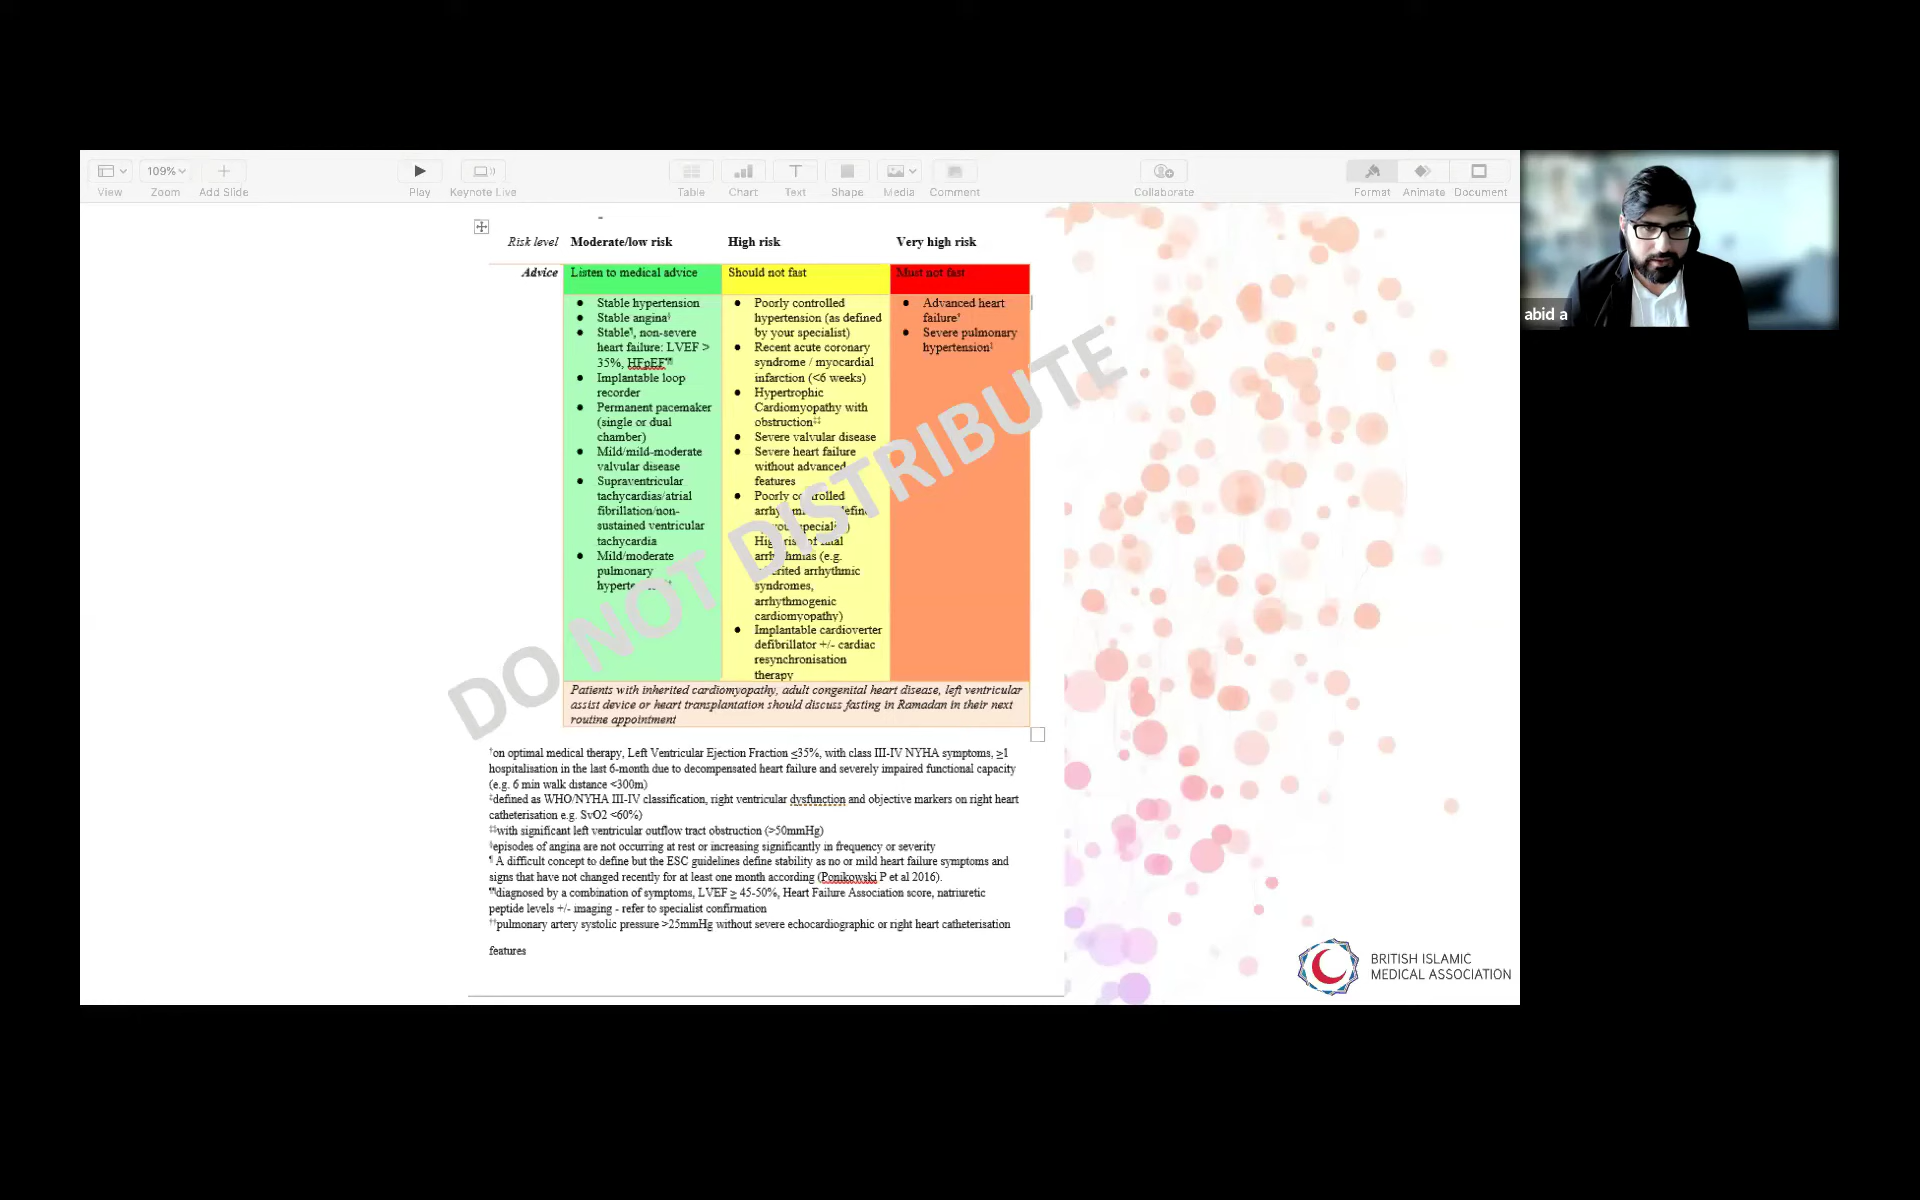 View
109%
Zoom
Add Slide
Play
Keynote Live
Table
Chart
Text
Shape
Media
Comment
Collaborate
Format
Animate
Document
abid a
Risk level
Moderate/low risk
High risk
Very high risk
Advice
Listen to medical advice
Should not fast
Must not fast
● Stable hypertension
● Stable angina§
● Stable¶, non-severe
heart failure: LVEF >
35%, HFpEF¶¶
● Implantable loop
recorder
● Permanent pacemaker
(single or dual
chamber)
● Mild/mild-moderate
valvular disease
● Supraventricular
tachycardias/atrial
fibrillation/non-
sustained ventricular
tachycardia
● Mild/moderate
pulmonary
● Poorly controlled
hypertension (as defined
by your specialist)
● Recent acute coronary
syndrome / myocardial
infarction (<6 weeks)
● Hypertrophic
Cardiomyopathy with
obstruction‡‡
● Severe valvular disease
● Severe heart failure
without advanced
features
● Poorly
arrhythmias (e.g.
arrhythmic
syndromes,
arrhythmogenic
cardiomyopathy)
● Implantable cardioverter
defibrillator +/- cardiac
resynchronisation
therapy
● Advanced heart
failure†
● Severe pulmonary
hypertension‡
DO NOT DISTRIBUTE
Patients with inherited cardiomyopathy, adult congenital heart disease, left ventricular
assist device or heart transplantation should discuss fasting in Ramadan in their next
routine appointment
†on optimal medical therapy, Left Ventricular Ejection Fraction ≤35%, with class III-IV NYHA symptoms, ≥1
hospitalisation in the last 6-month due to decompensated heart failure and severely impaired functional capacity
(e.g. 6 min walk distance <300m)
‡defined as WHO/NYHA III-IV classification, right ventricular dysfunction and objective markers on right heart
catheterisation e.g. SvO2 <60%)
‡‡with significant left ventricular outflow tract obstruction (>50mmHg)
§episodes of angina are not occurring at rest or increasing significantly in frequency or severity
¶ A difficult concept to define but the ESC guidelines define stability as no or mild heart failure symptoms and
signs that have not changed recently for at least one month according (Ponikowski P et al 2016).
¶¶diagnosed by a combination of symptoms, LVEF ≥ 45-50%, Heart Failure Association score, natriuretic
peptide levels +/- imaging - refer to specialist confirmation
††pulmonary artery systolic pressure >25mmHg without severe echocardiographic or right heart catheterisation
features
BRITISH ISLAMIC
MEDICAL ASSOCIATION